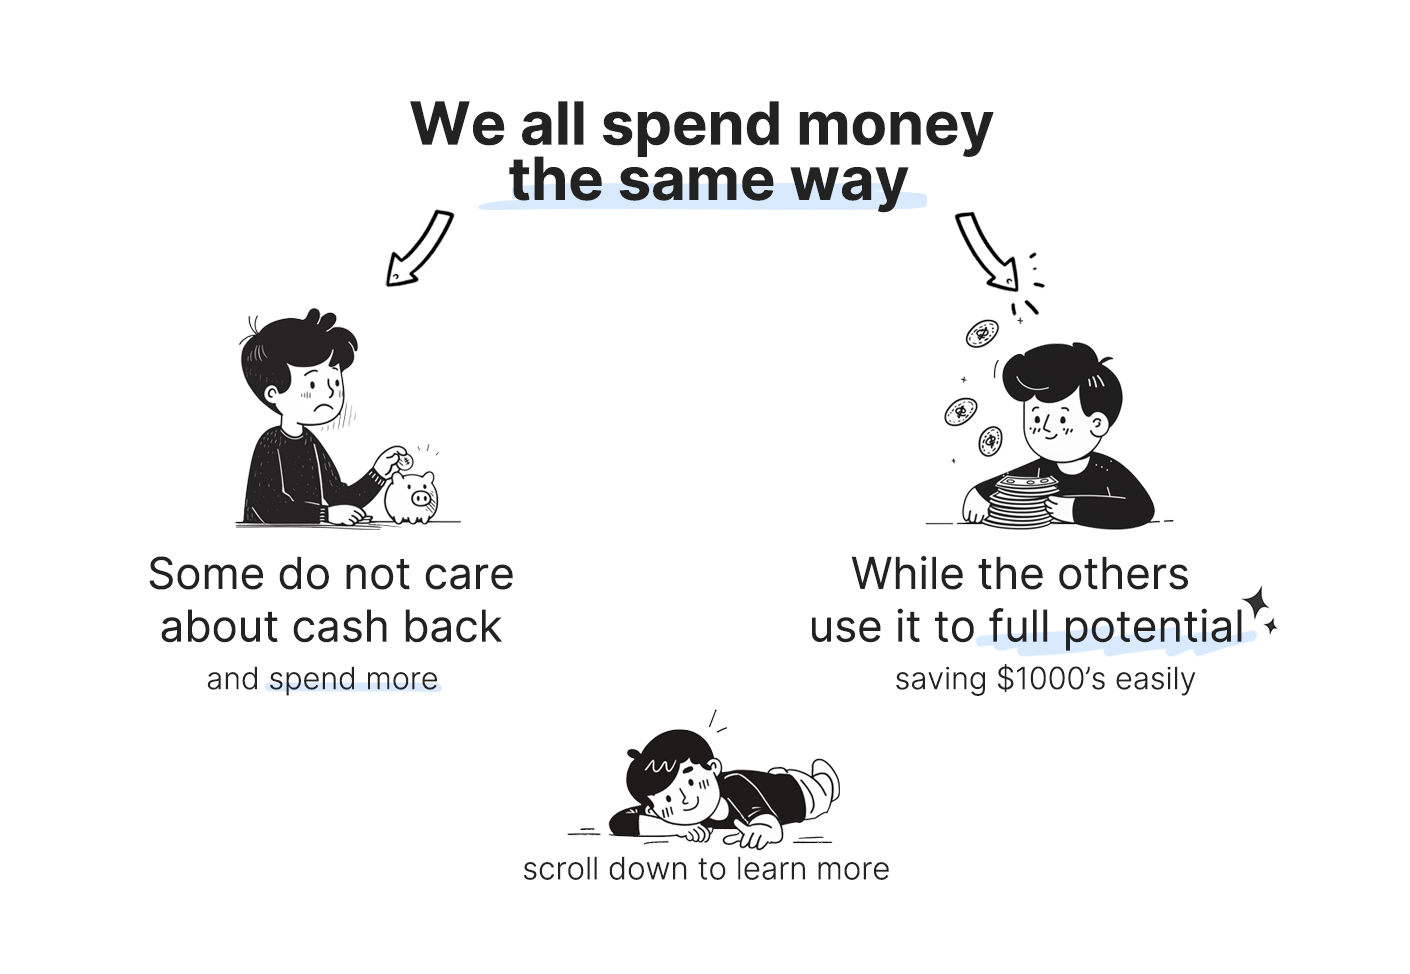 We all spend money
the same way
Some do not care
about cash back
and spend more
While the others
use it to full potential
saving $1000’s easily
scroll down to learn more